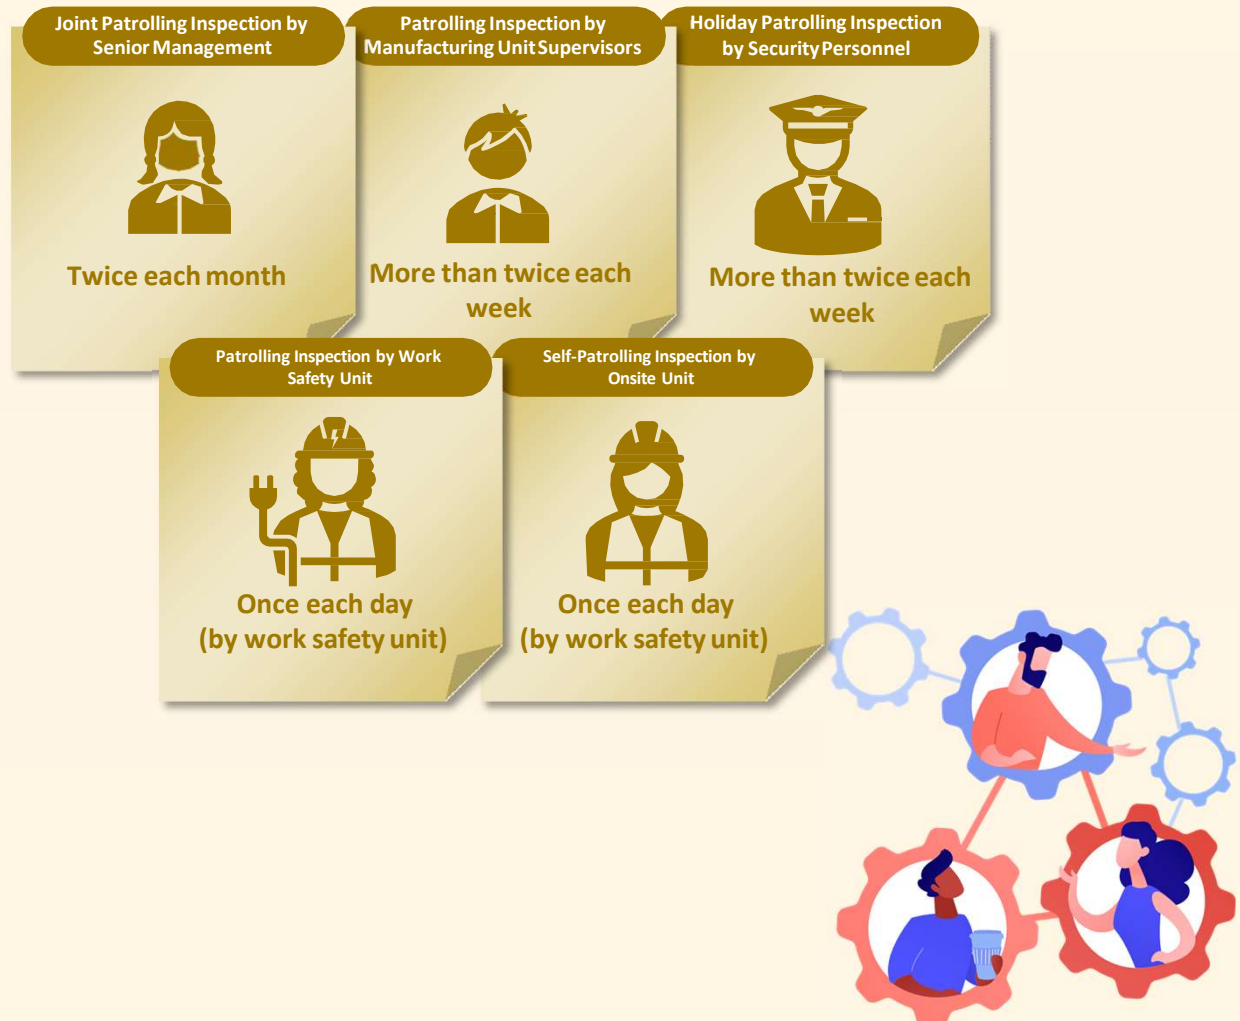 Joint Patrolling Inspection by
Senior Management
Twice each month
Patrolling Inspection by
Manufacturing Unit Supervisors
More than twice each
week
Holiday Patrolling Inspection
by Security Personnel
More than twice each
week
Patrolling Inspection by Work
Safety Unit
Once each day
(by work safety unit)
Self-Patrolling Inspection by
Onsite Unit
Once each day
(by work safety unit)